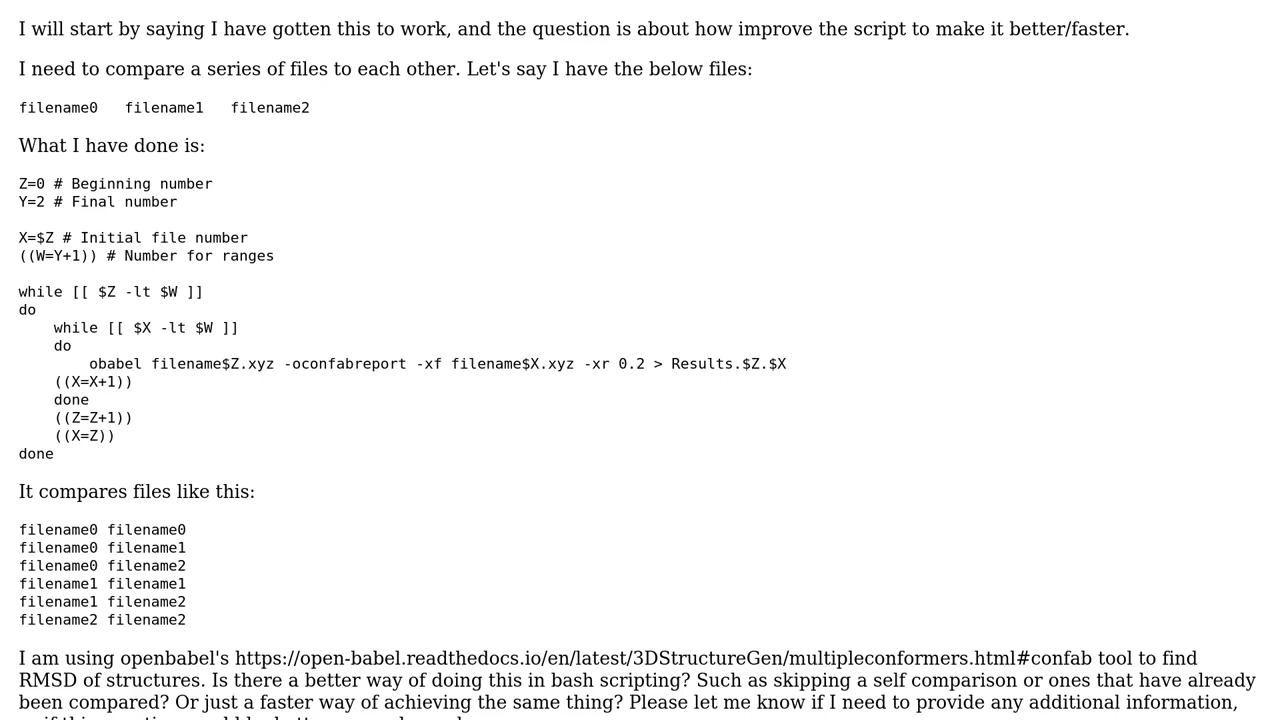 I will start by saying I have gotten this to work, and the question is about how improve the script to make it better/faster.
I need to compare a series of files to each other. Let's say I have the below files:
filename0   filename1   filename2
What I have done is:
Z=0 # Beginning number
Y=2 # Final number
X=$Z # Initial file number
((W=Y+1)) # Number for ranges
while [[ $Z -lt $W ]]
do
    while [[ $X -lt $W ]]
    do
        obabel filename$Z.xyz -oconfabreport -xf filename$X.xyz -xr 0.2 > Results.$Z.$X
    ((X=X+1))
    done
    ((Z=Z+1))
    ((X=Z))
done
It compares files like this:
filename0 filename0
filename0 filename1
filename0 filename2
filename1 filename1
filename1 filename2
filename2 filename2
I am using openbabel's https://open-babel.readthedocs.io/en/latest/3DStructureGen/multipleconformers.html#confab tool to find
RMSD of structures. Is there a better way of doing this in bash scripting? Such as skipping a self comparison or ones that have already
been compared? Or just a faster way of achieving the same thing? Please let me know if I need to provide any additional information,